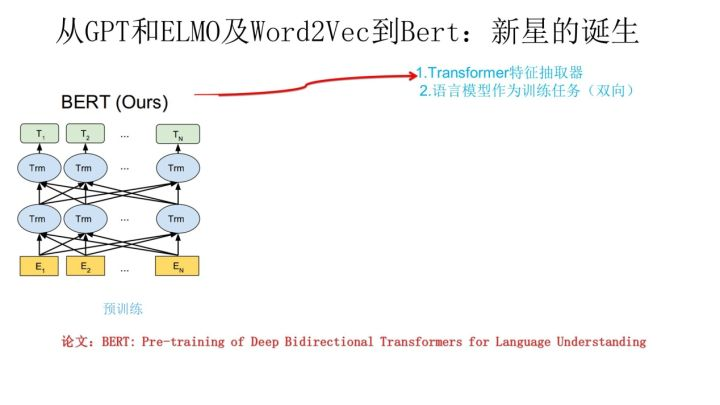 从GPT和ELMO及Word2Vec到Bert：新星的诞生
1.Transformer特征抽取器
2.语言模型作为训练任务（双向）
BERT (Ours)
T1 T2 ... TN
Trm Trm ... Trm
Trm Trm ... Trm
E1 E2 ... EN
预训练
论文：BERT: Pre-training of Deep Bidirectional Transformers for Language Understanding